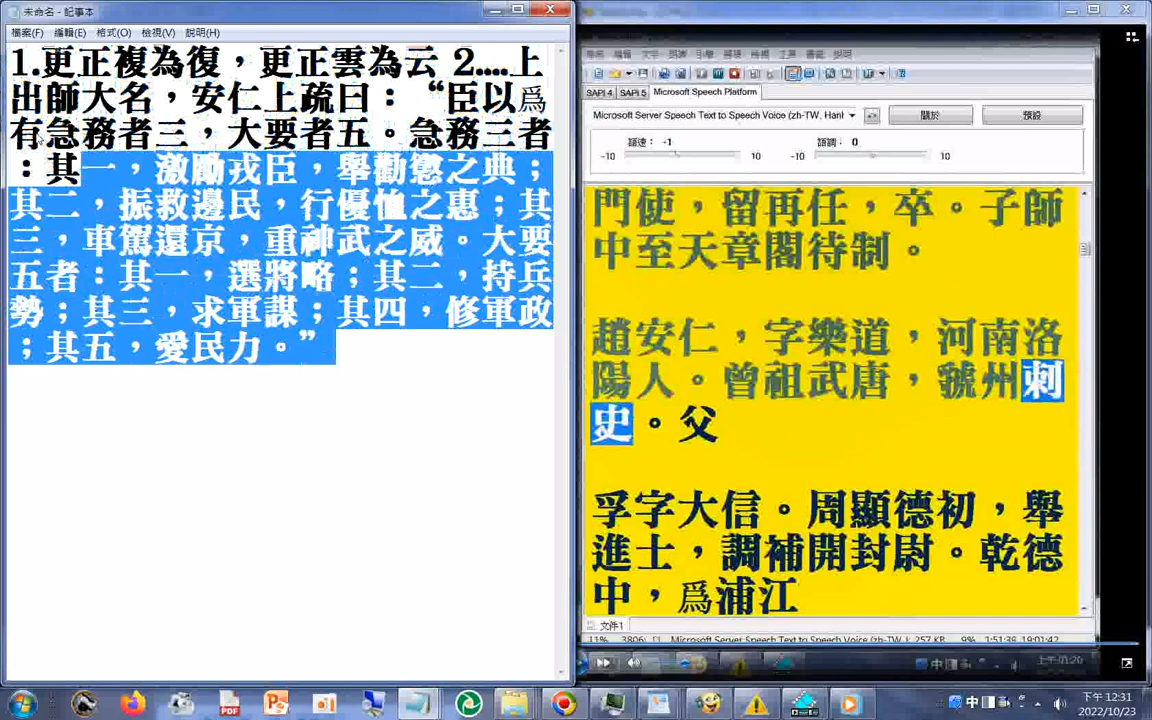 未命名 - 記事本
檔案(F) 編輯(E) 格式(O) 檢視(V) 說明(H)
1.更正複為復，更正雲為云 2....上
出師大名，安仁上疏曰：“臣以爲
有急務者三，大要者五。急務三者
：其一，激勵戎臣，舉勸懲之典；
其二，振救邊民，行優恤之惠；其
三，車駕還京，重神武之威。大要
五者：其一，選將略；其二，持兵
勢；其三，求軍謀；其四，修軍政
；其五，愛民力。”
SAPI 4 SAPI 5 Microsoft Speech Platform
Microsoft Server Speech Text to Speech Voice (zh-TW, Hanl
關於
預設
語速： -1
語調： 0
-10 10 -10 10
門使，留再任，卒。子師
中至天章閣待制。
趙安仁，字樂道，河南洛
陽人。曾祖武唐，虢州刺
史。父
孚字大信。周顯德初，舉
進士，調補開封尉。乾德
中，爲浦江
文件1
上午 01:20
下午 12:31
2022/10/23